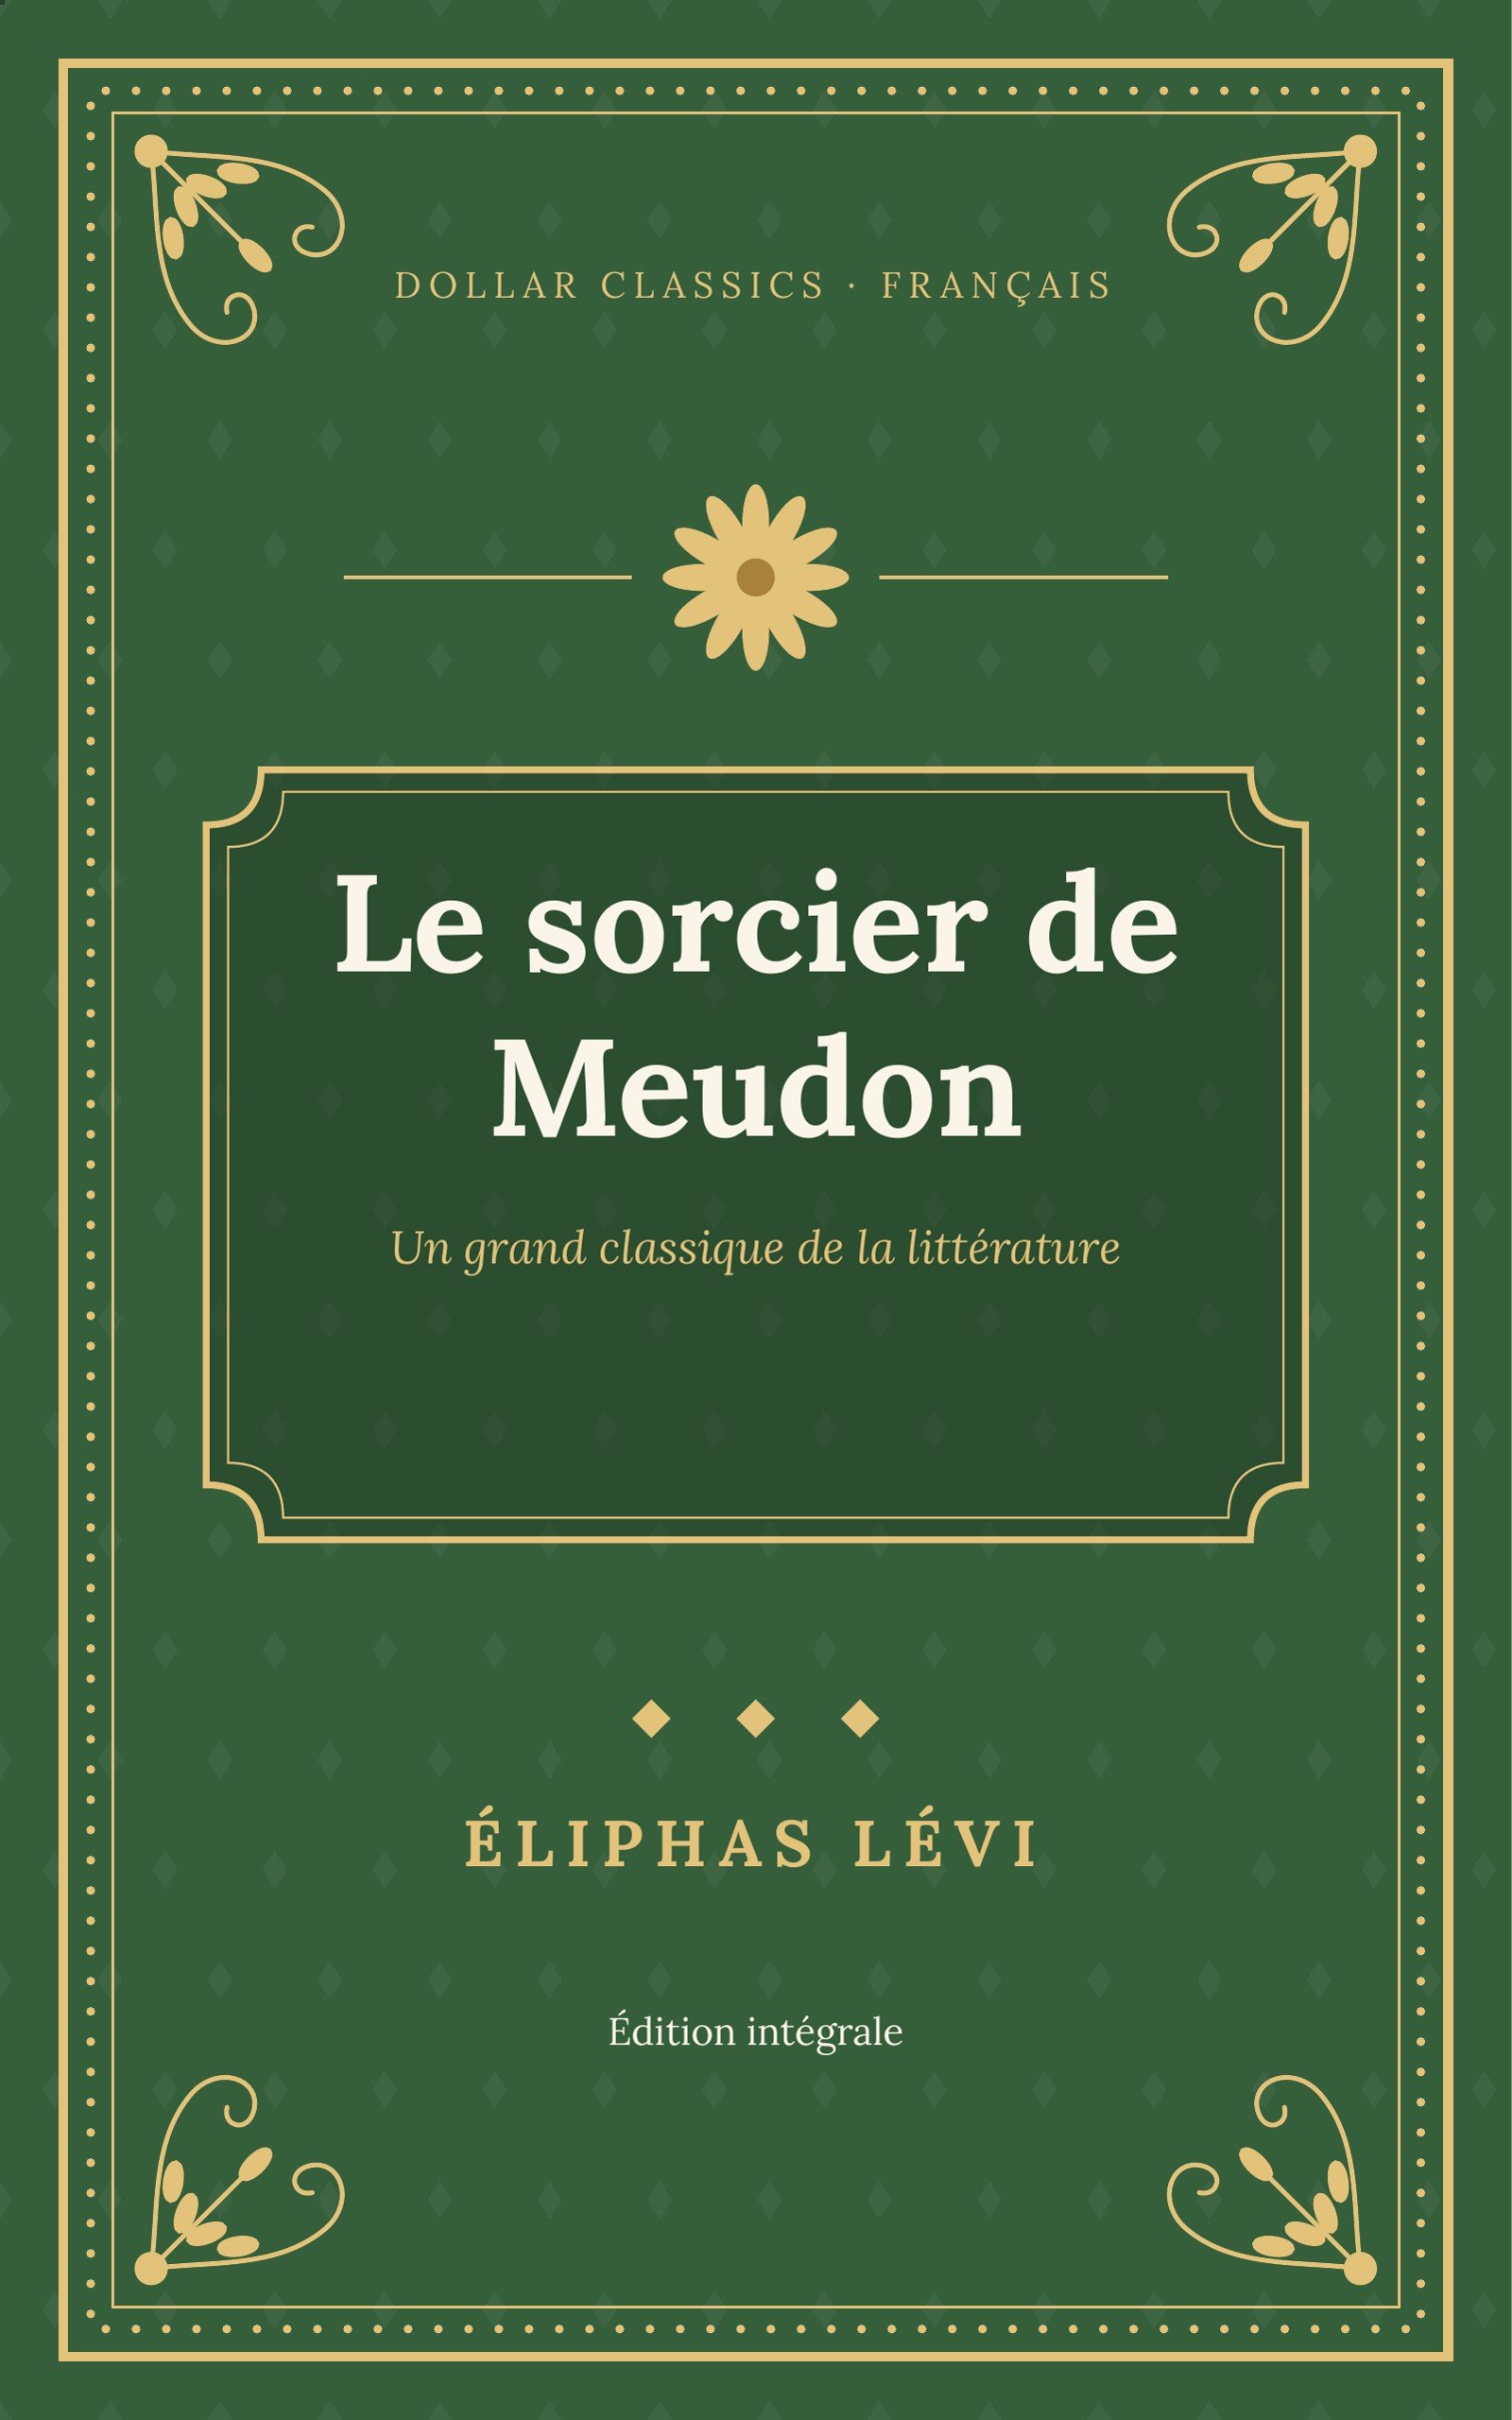 DOLLAR CLASSICS · FRANÇAIS
Le sorcier de
Meudon
Un grand classique de la littérature
ÉLIPHAS LÉVI
Édition intégrale